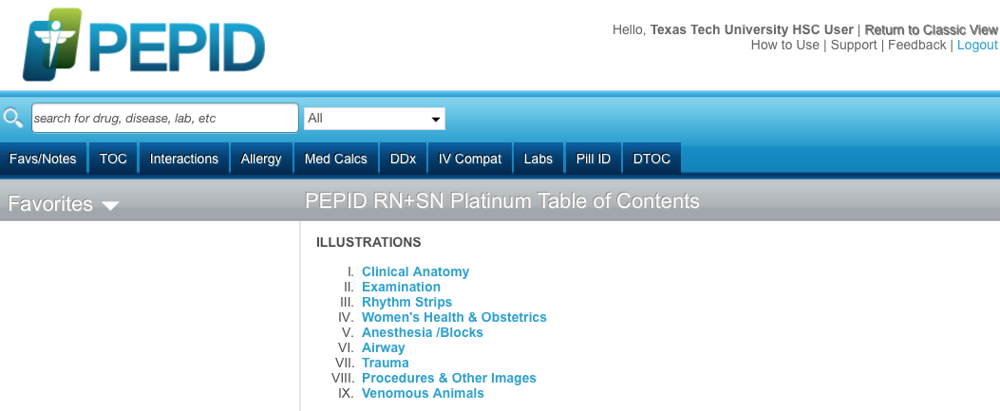 PEPID
Hello, Texas Tech University HSC User | Return to Classic View
How to Use | Support | Feedback | Logout
search for drug, disease, lab, etc
All
Favs/Notes TOC Interactions Allergy Med Calcs DDx IV Compat Labs Pill ID DTOC
Favorites
PEPID RN+SN Platinum Table of Contents
ILLUSTRATIONS
I. Clinical Anatomy
II. Examination
III. Rhythm Strips
IV. Women's Health & Obstetrics
V. Anesthesia /Blocks
VI. Airway
VII. Trauma
VIII. Procedures & Other Images
IX. Venomous Animals